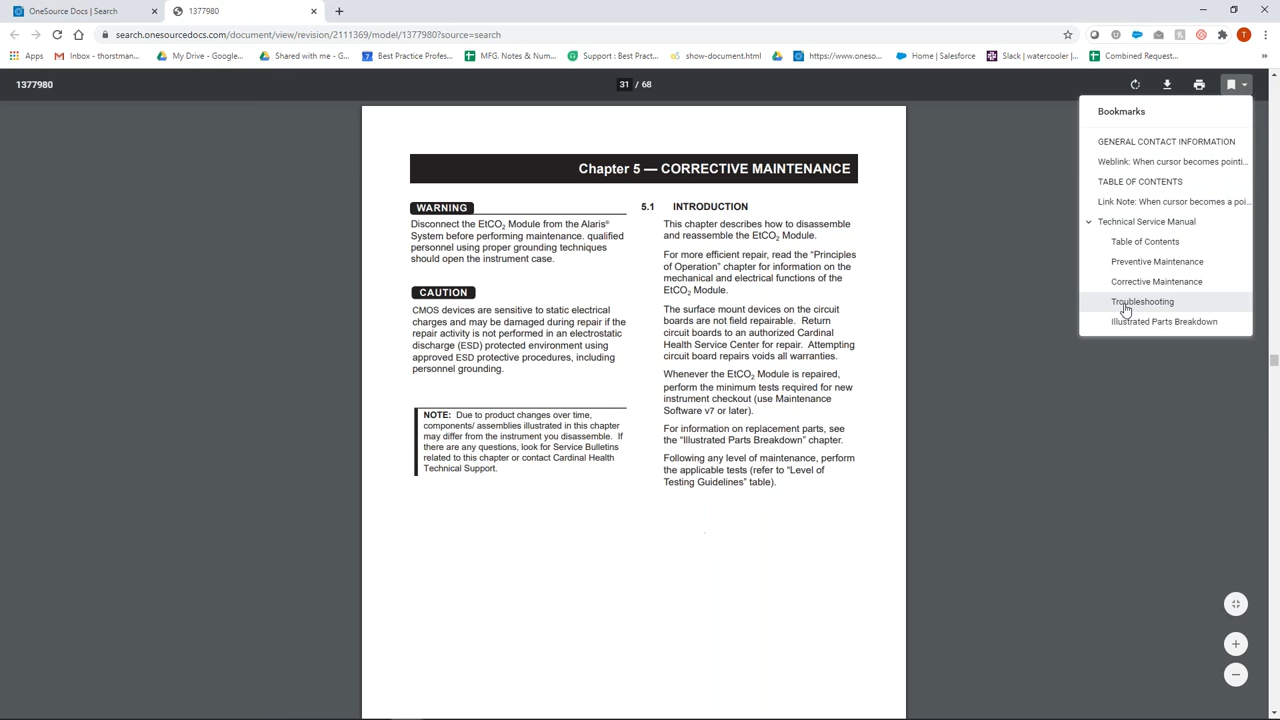 OneSource Docs | Search
1377980
search.onesourcedocs.com/document/view/revision/2111369/model/1377980?source=search
T
Apps
Inbox - thorstman...
My Drive - Google...
Shared with me - G...
Best Practice Profes...
MFG. Notes & Num...
Support : Best Pract...
show-document.html
https://www.oneso...
Home | Salesforce
Slack | watercooler |...
Combined Request...
1377980
31 / 68
Bookmarks
GENERAL CONTACT INFORMATION
Weblink: When cursor becomes pointi...
TABLE OF CONTENTS
Link Note: When cursor becomes a poi...
Technical Service Manual
Table of Contents
Preventive Maintenance
Corrective Maintenance
Troubleshooting
Illustrated Parts Breakdown
Chapter 5 — CORRECTIVE MAINTENANCE
WARNING
Disconnect the EtCO2 Module from the Alaris®
System before performing maintenance. qualified
personnel using proper grounding techniques
should open the instrument case.
CAUTION
CMOS devices are sensitive to static electrical
charges and may be damaged during repair if the
repair activity is not performed in an electrostatic
discharge (ESD) protected environment using
approved ESD protective procedures, including
personnel grounding.
NOTE: Due to product changes over time,
components/ assemblies illustrated in this chapter
may differ from the instrument you disassemble. If
there are any questions, look for Service Bulletins
related to this chapter or contact Cardinal Health
Technical Support.
5.1 INTRODUCTION
This chapter describes how to disassemble
and reassemble the EtCO2 Module.
For more efficient repair, read the “Principles
of Operation” chapter for information on the
mechanical and electrical functions of the
EtCO2 Module.
The surface mount devices on the circuit
boards are not field repairable. Return
circuit boards to an authorized Cardinal
Health Service Center for repair. Attempting
circuit board repairs voids all warranties.
Whenever the EtCO2 Module is repaired,
perform the minimum tests required for new
instrument checkout (use Maintenance
Software v7 or later).
For information on replacement parts, see
the “Illustrated Parts Breakdown” chapter.
Following any level of maintenance, perform
the applicable tests (refer to “Level of
Testing Guidelines” table).